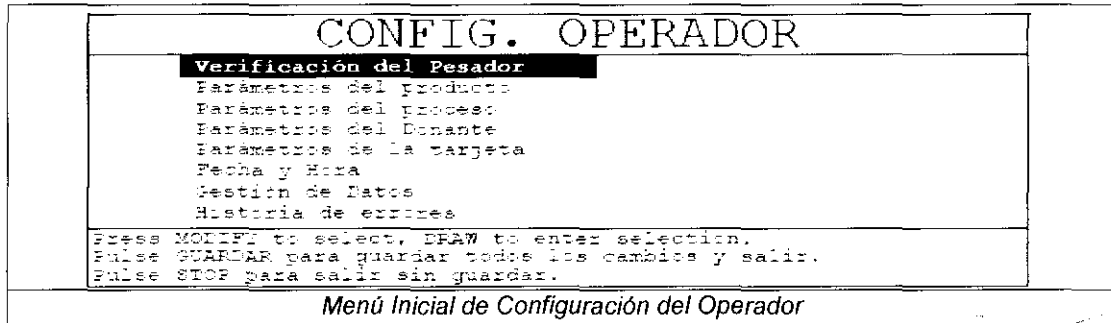 CONFIG. OPERADOR
Verificación del Pesador
Parámetros del producto
Parámetros del proceso
Parámetros del Donante
Parámetros de la tarjeta
Fecha y Hora
Gestión de Datos
Historia de errores
Press MODIFY to select, DRAW to enter selection.
Pulse GUARDAR para guardar todos los cambios y salir.
Pulse STOP para salir sin guardar.
Menú Inicial de Configuración del Operador